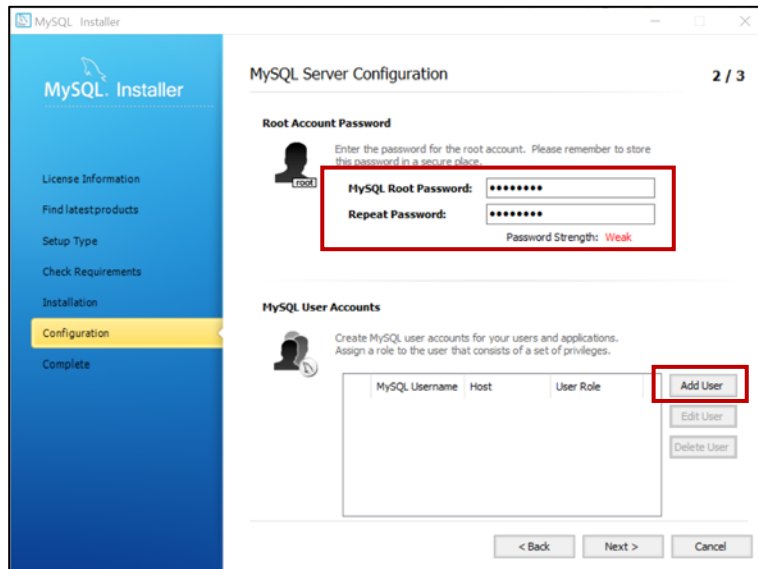 MySQL Installer
MySQL. Installer
License Information
Find latestproducts
Setup Type
Check Requirements
Installation
Configuration
Complete
MySQL Server Configuration
2 / 3
Root Account Password
Enter the password for the root account. Please remember to store
this password in a secure place.
root
MySQL Root Password: ••••••••
Repeat Password: ••••••••
Password Strength: Weak
MySQL User Accounts
Create MySQL user accounts for your users and applications.
Assign a role to the user that consists of a set of privileges.
MySQL Username Host User Role
Add User
Edit User
Delete User
< Back Next > Cancel